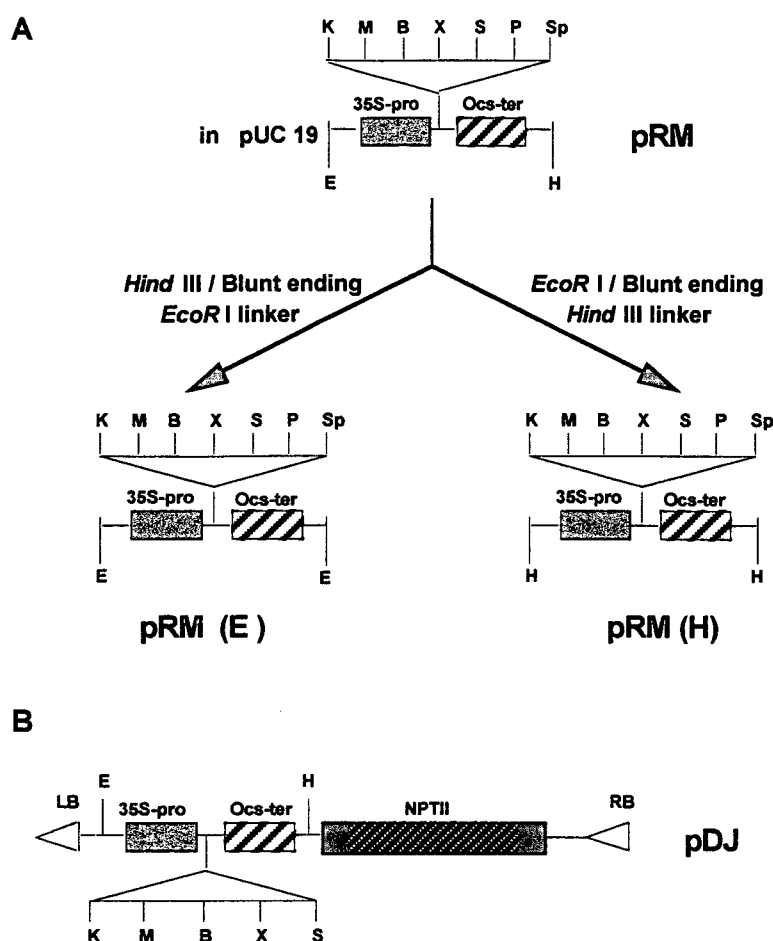 A
K M B X S P Sp
35S-pro Ocs-ter
in pUC 19 pRM
E H
Hind III / Blunt ending EcoR I / Blunt ending
EcoR I linker Hind III linker
K M B X S P Sp K M B X S P Sp
35S-pro Ocs-ter 35S-pro Ocs-ter
E E H H
pRM (E ) pRM (H)
B
E H
LB 35S-pro Ocs-ter NPTII RB
pDJ
K M B X S